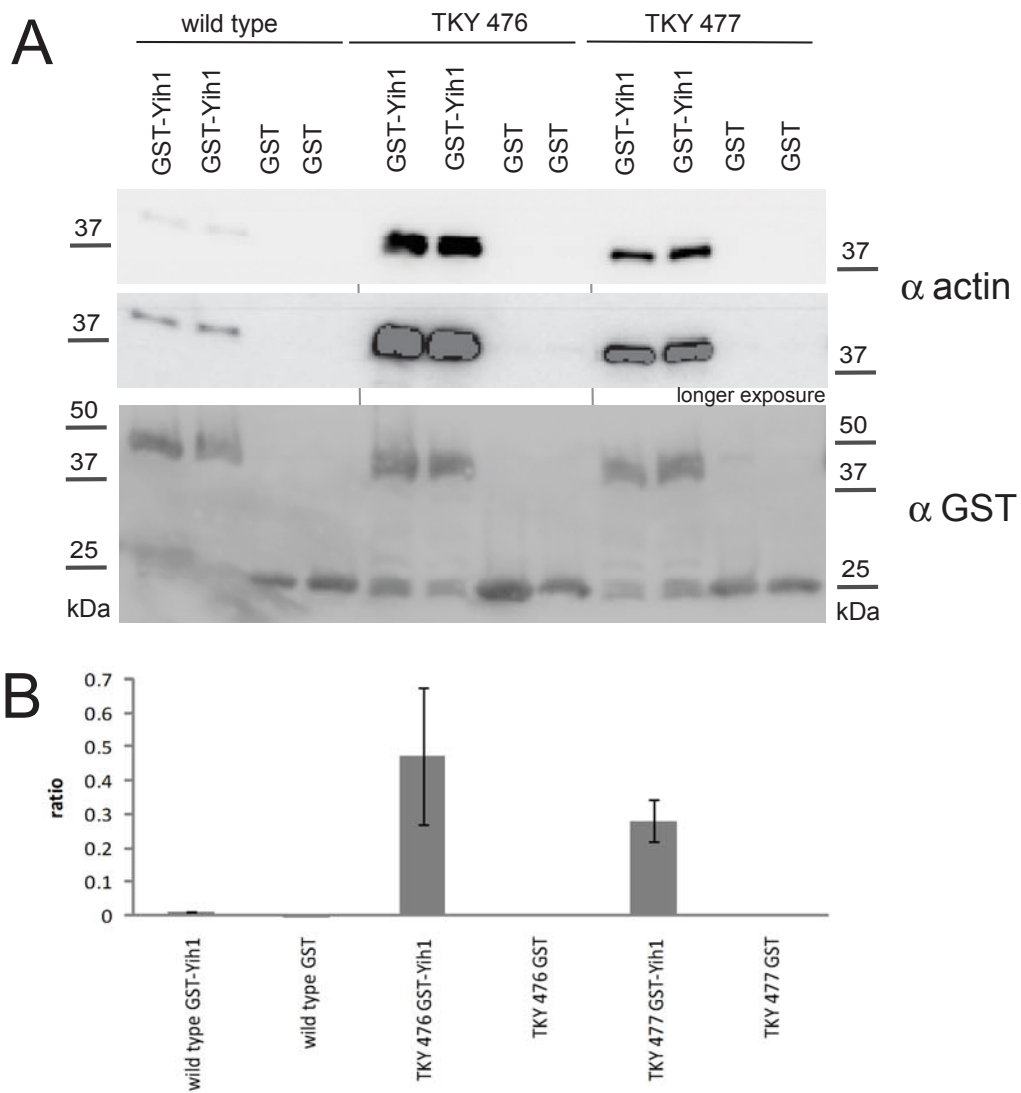 A
wild type TKY 476 TKY 477
GST-Yih1 GST-Yih1 GST GST GST-Yih1 GST-Yih1 GST GST GST-Yih1 GST-Yih1 GST GST
37 37
α actin
37 37
longer exposure
50 50
37 37
α GST
25 25
kDa kDa
B
0.7
0.6
0.5
0.4
0.3
0.2
0.1
0
ratio
wild type GST-Yih1
wild type GST
TKY 476 GST-Yih1
TKY 476 GST
TKY 477 GST-Yih1
TKY 477 GST